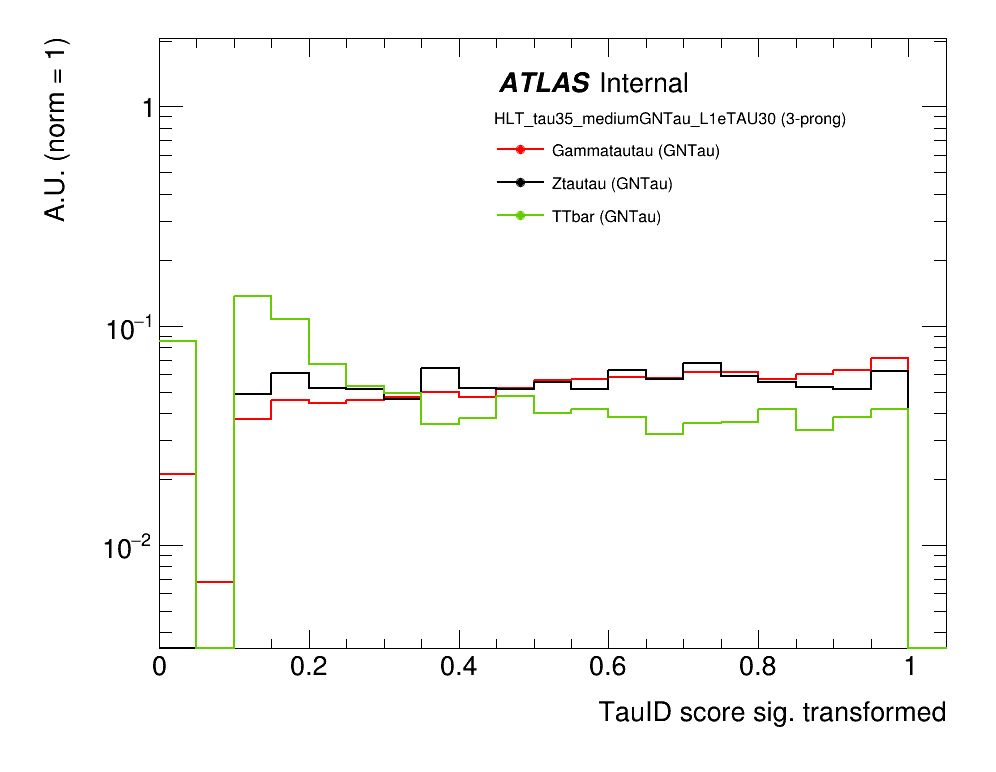 A.U. (norm = 1)
ATLAS Internal
HLT_tau35_mediumGNTau_L1eTAU30 (3-prong)
Gammatautau (GNTau)
Ztautau (GNTau)
TTbar (GNTau)
1
10⁻¹
10⁻²
0 0.2 0.4 0.6 0.8 1
TauID score sig. transformed